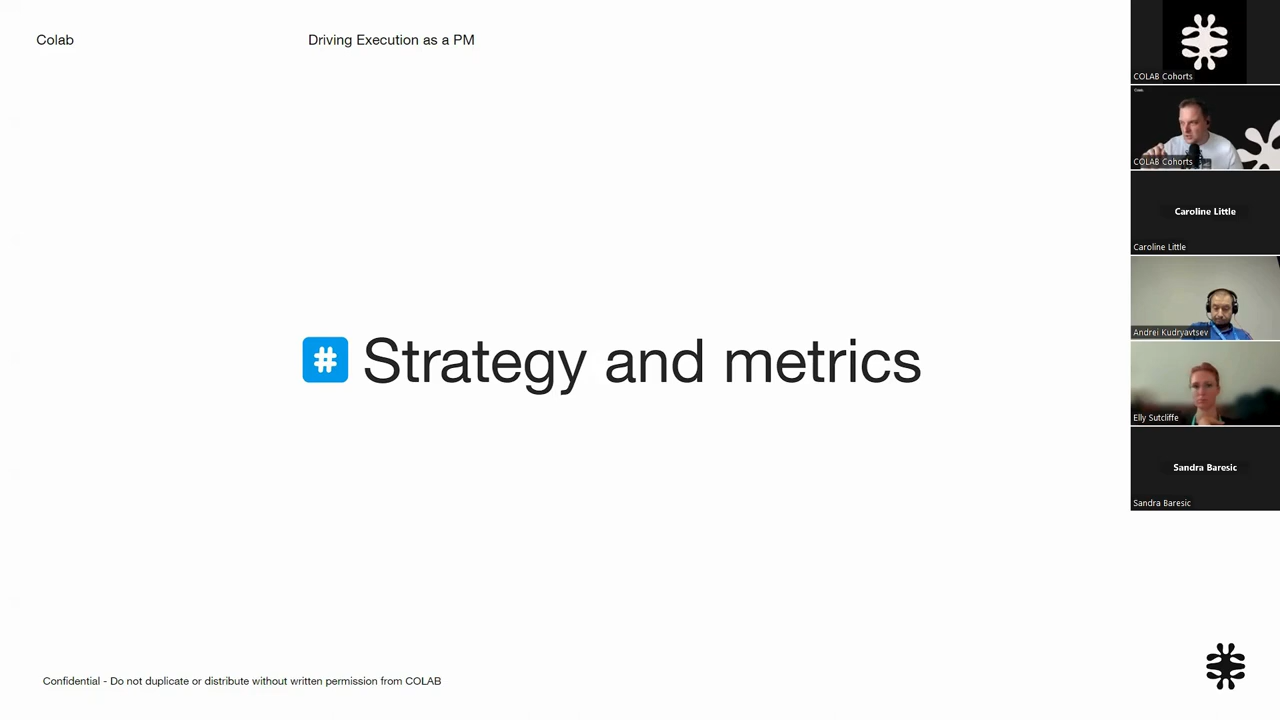 Colab
Driving Execution as a PM
# Strategy and metrics
Confidential - Do not duplicate or distribute without written permission from COLAB
COLAB Cohorts
COLAB Cohorts
Caroline Little
Caroline Little
Andrei Kudryavtsev
Elly Sutcliffe
Sandra Baresic
Sandra Baresic